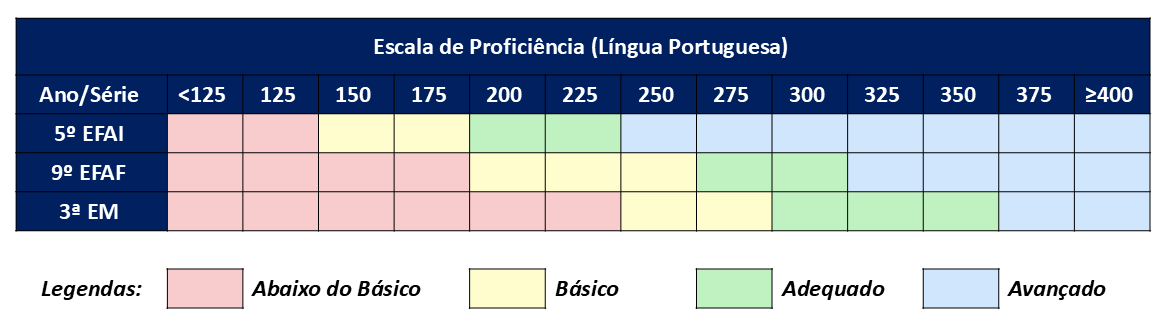 Escala de Proficiência (Língua Portuguesa)
Ano/Série <125 125 150 175 200 225 250 275 300 325 350 375 ≥400
5º EFAI
9º EFAF
3ª EM
Legendas: Abaixo do Básico Básico Adequado Avançado